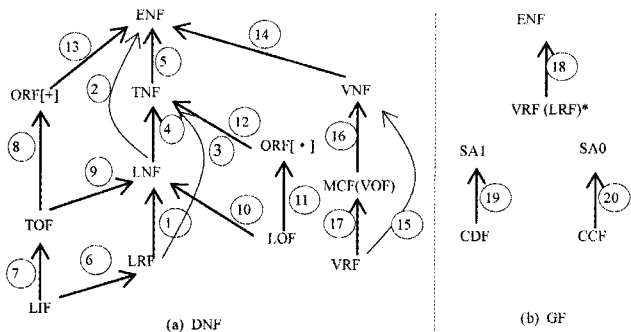 ENF
13
14
5
2
ORF[+]
TNF
VNF
8
4
12
3
ORF[•]
16
9
LNF
MCF(VOF)
1
10
11
17
15
TOF
LOF
7
6
LRF
VRF
LIF
(a) DNF
ENF
18
VRF (LRF)*
SA1
SA0
19
20
CDF
CCF
(b) GF